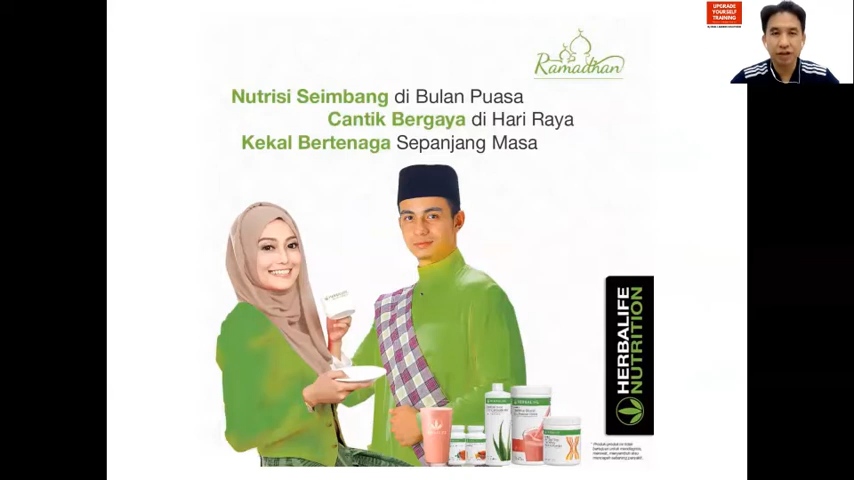 UPGRADE
YOURSELF
TRAINING
Ramadhan
Nutrisi Seimbang di Bulan Puasa
Cantik Bergaya di Hari Raya
Kekal Bertenaga Sepanjang Masa
HERBALIFE
NUTRITION